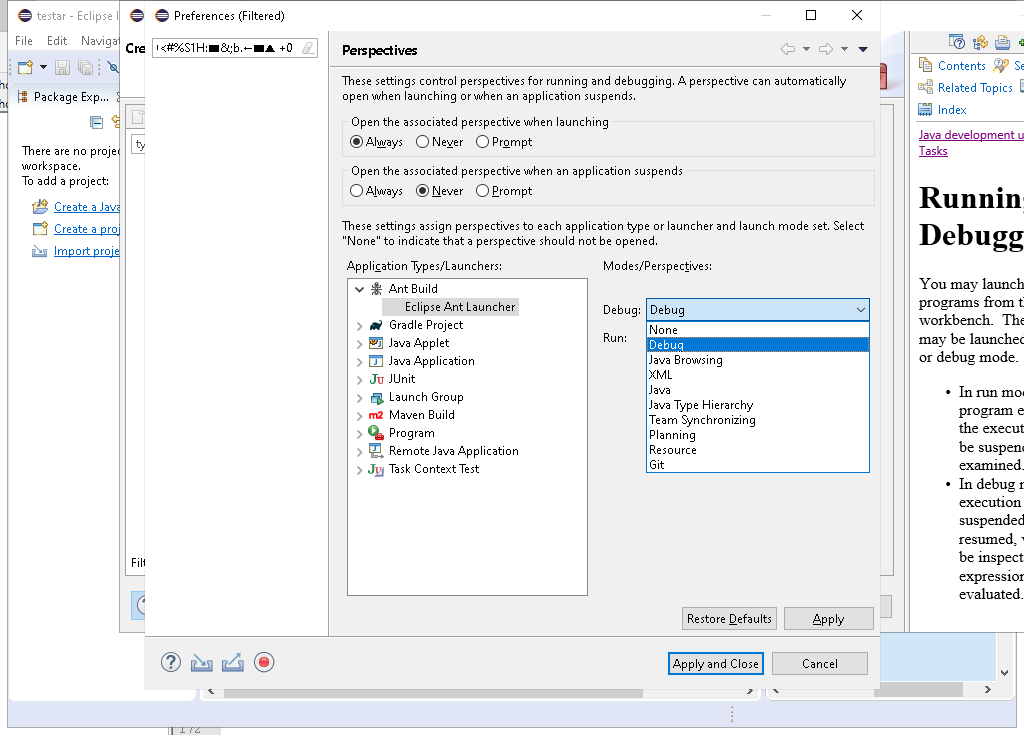 testar - Eclipse I
File Edit Navigat
Package Exp...
There are no projec
workspace.
To add a project:
Create a Java
Create a proj
Import proje
Cre
ty
Filt
Preferences (Filtered)
Perspectives
These settings control perspectives for running and debugging. A perspective can automatically
open when launching or when an application suspends.
Open the associated perspective when launching
Always Never Prompt
Open the associated perspective when an application suspends
Always Never Prompt
These settings assign perspectives to each application type or launcher and launch mode set. Select
"None" to indicate that a perspective should not be opened.
Application Types/Launchers:
Ant Build
Eclipse Ant Launcher
Gradle Project
Java Applet
Java Application
JUnit
Launch Group
Maven Build
Program
Remote Java Application
Task Context Test
Modes/Perspectives:
Debug: Debug
Run:
None
Debug
Java Browsing
XML
Java
Java Type Hierarchy
Team Synchronizing
Planning
Resource
Git
Restore Defaults Apply
Apply and Close Cancel
Contents Se
Related Topics
Index
Java development u
Tasks
Running
Debugg
You may launch
programs from th
workbench. The
may be launched
or debug mode.
• In run mod
program e
the execut
be suspend
examined.
• In debug m
execution
suspended
resumed, v
be inspect
expression
evaluated.
172